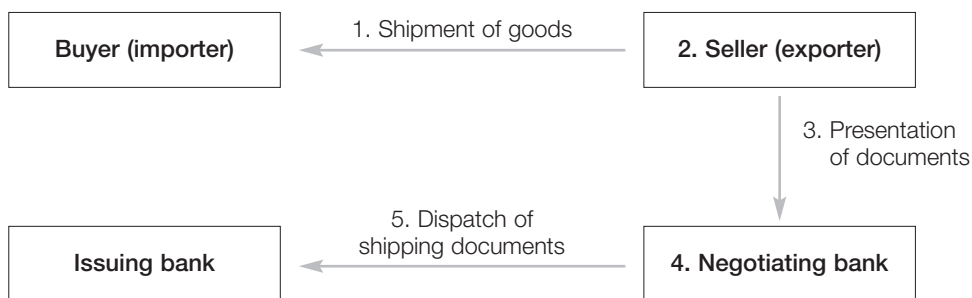 1. Shipment of goods
Buyer (importer)
2. Seller (exporter)
3. Presentation
of documents
5. Dispatch of
shipping documents
Issuing bank
4. Negotiating bank